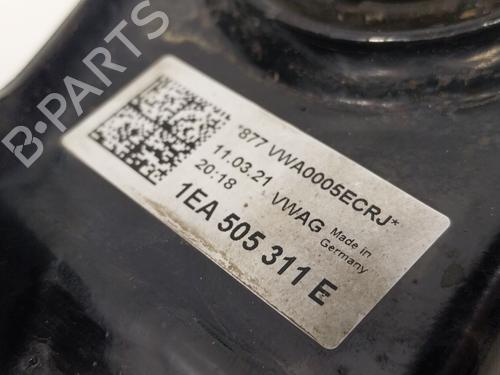 B-PARTS
*877 VWA0005ECRJ*
11.03.21 VWAG Made in
20:18 Germany
1EA 505 311 E